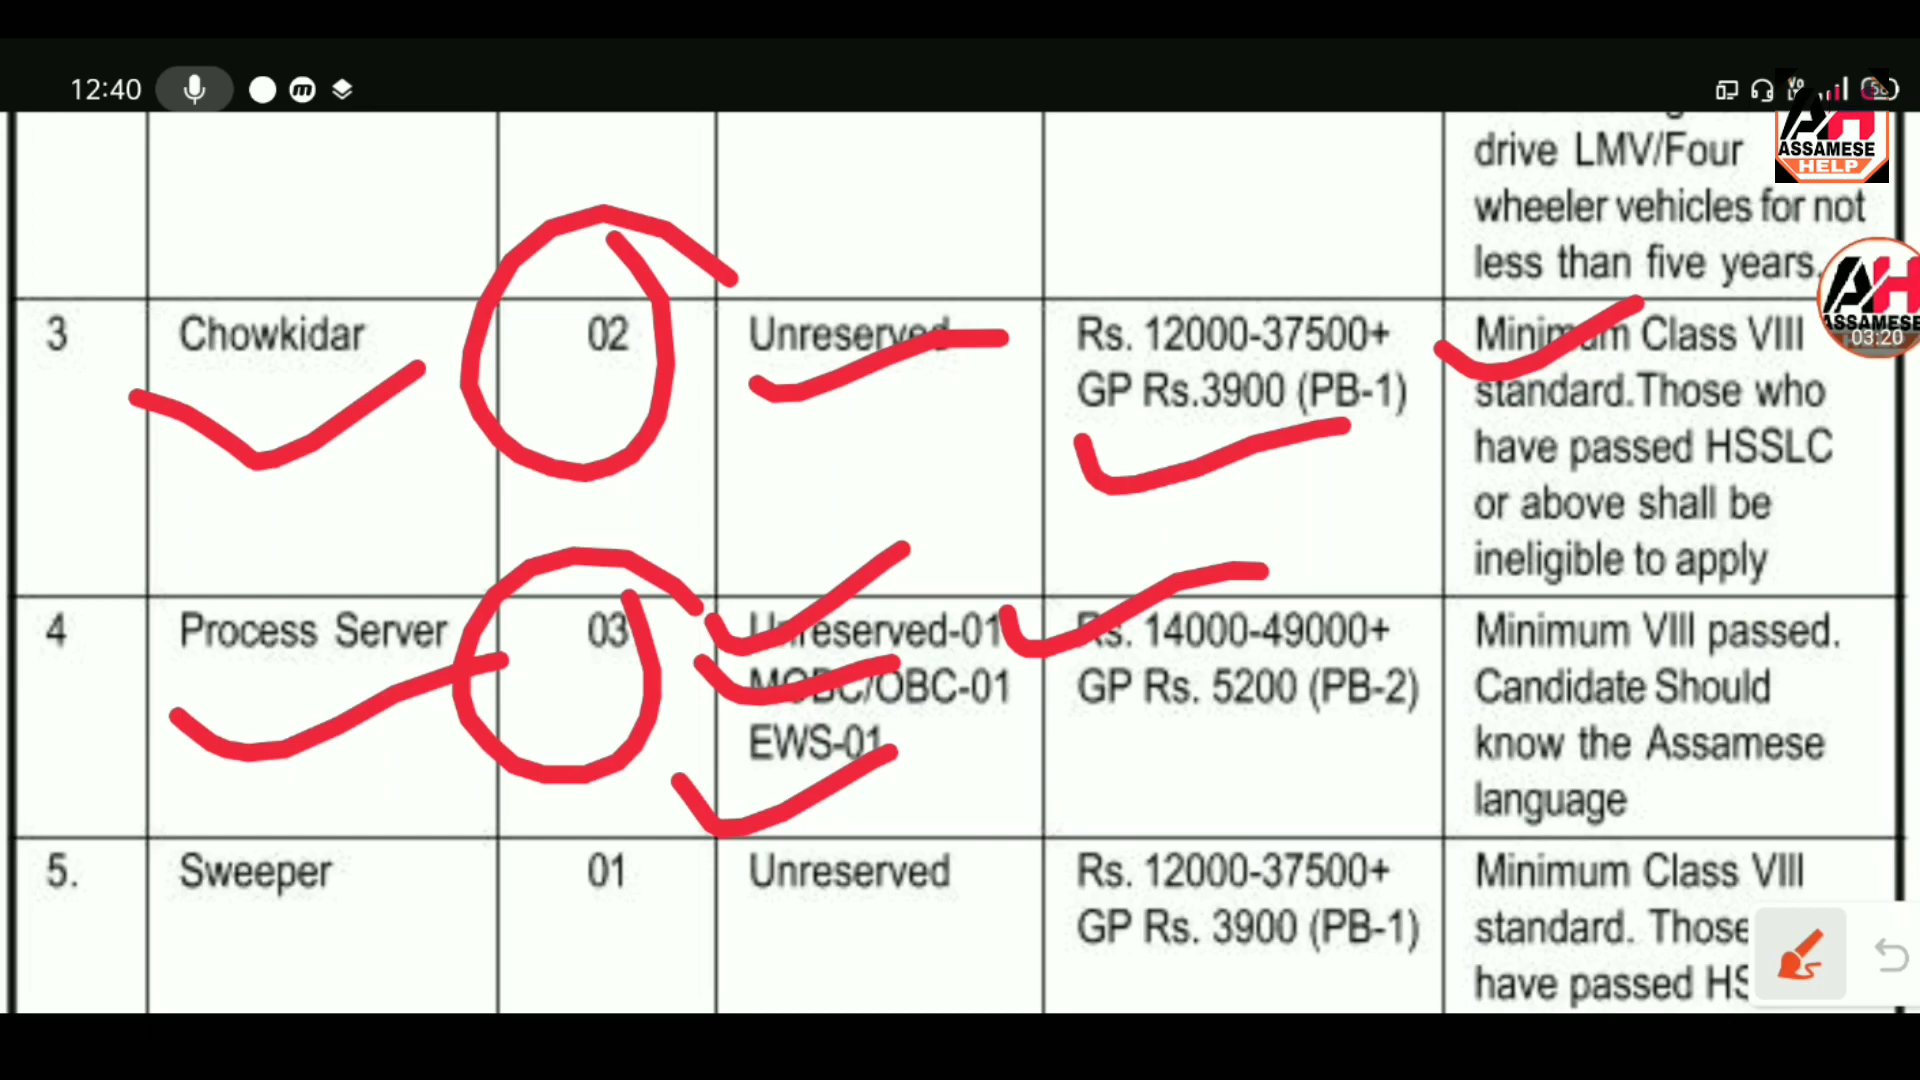 12:40
drive LMV/Four
wheeler vehicles for not
less than five years.
3 Chowkidar 02 Unreserved Rs. 12000-37500+ Minimum Class VIII
GP Rs.3900 (PB-1) standard.Those who
have passed HSSLC
or above shall be
ineligible to apply
4 Process Server 03 Unreserved-01 Rs. 14000-49000+ Minimum VIII passed.
MOBC/OBC-01 GP Rs. 5200 (PB-2) Candidate Should
EWS-01 know the Assamese
language
5. Sweeper 01 Unreserved Rs. 12000-37500+ Minimum Class VIII
GP Rs. 3900 (PB-1) standard. Those
have passed HS
AH
ASSAMESE
HELP
AH
ASSAMESE
03:20